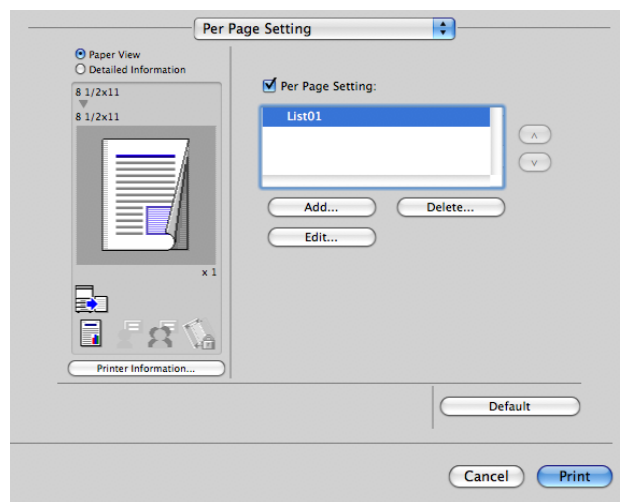 Per Page Setting
Paper View
Detailed Information
8 1/2x11
8 1/2x11
x 1
Printer Information...
Per Page Setting:
List01
Add...
Delete...
Edit...
Default
Cancel
Print